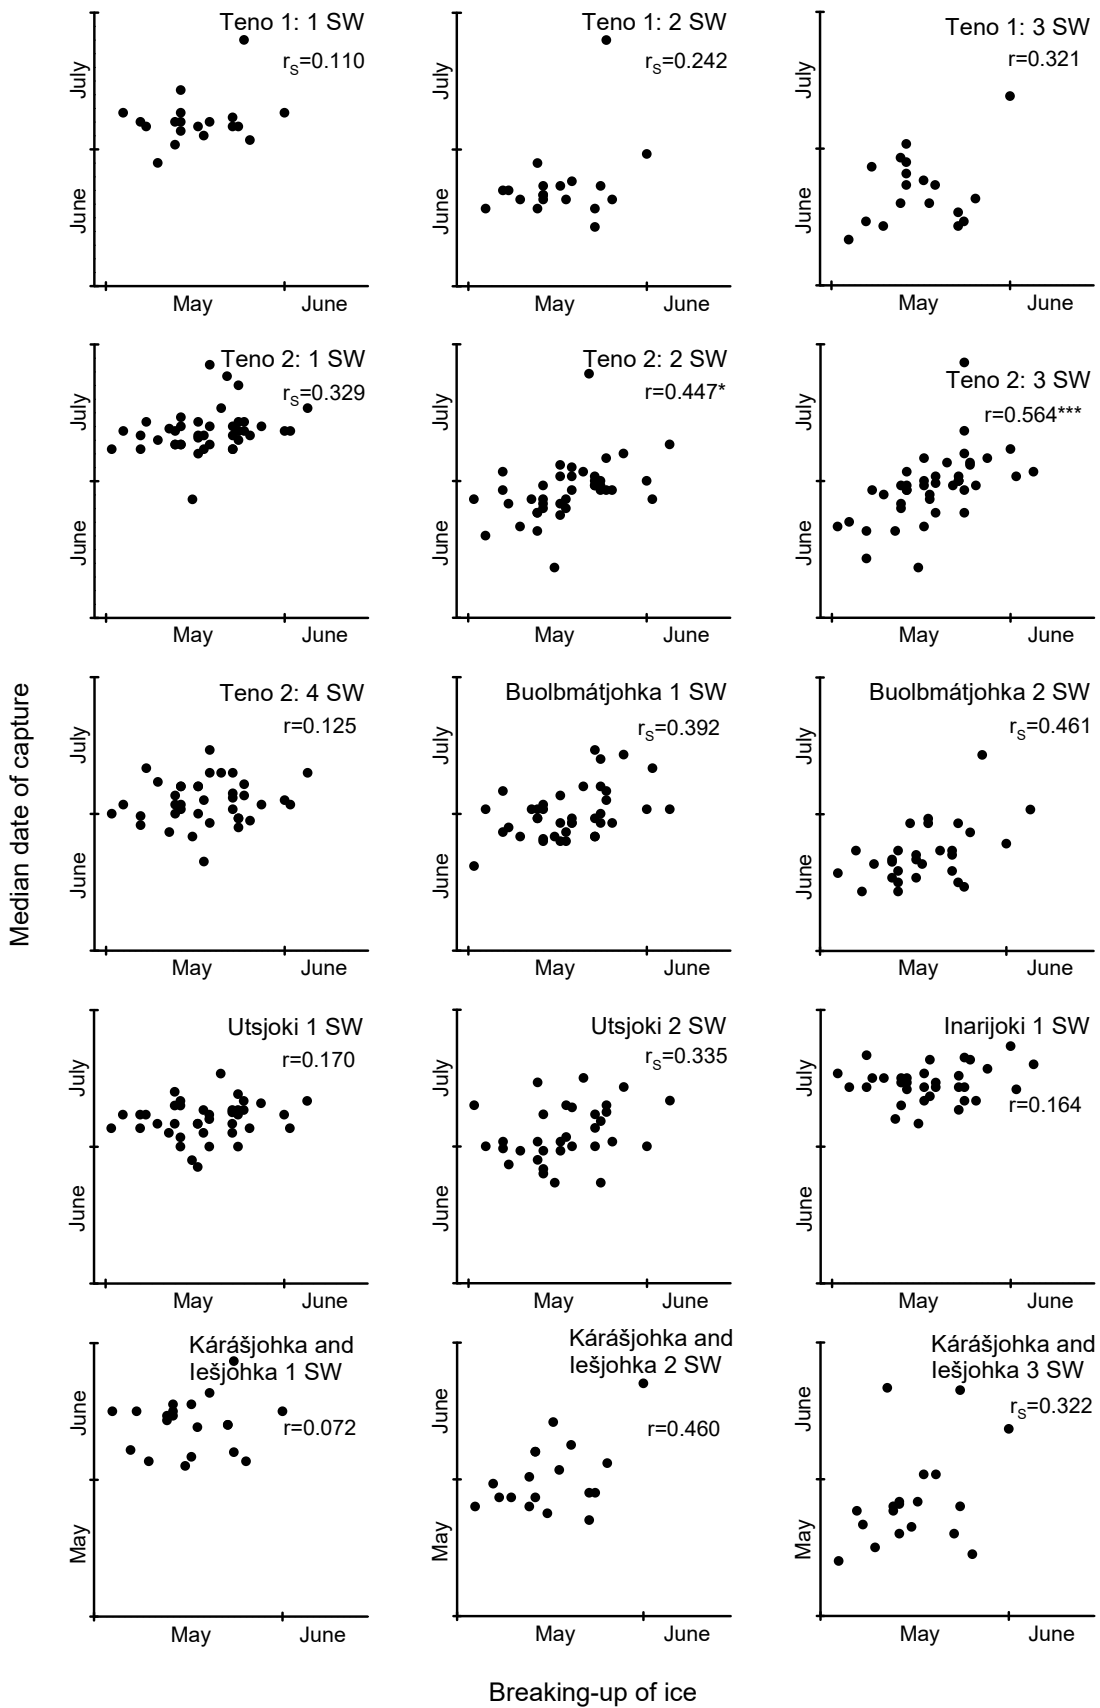 Teno 1: 1 SW
rS=0.110
July
June
May June
Teno 1: 2 SW
rS=0.242
July
June
May June
Teno 1: 3 SW
r=0.321
July
June
May June
Teno 2: 1 SW
rS=0.329
July
June
May June
Teno 2: 2 SW
r=0.447*
July
June
May June
Teno 2: 3 SW
r=0.564***
July
June
May June
Median date of capture
Teno 2: 4 SW
r=0.125
July
June
May June
Buolbmátjohka 1 SW
rS=0.392
July
June
May June
Buolbmátjohka 2 SW
rS=0.461
July
June
May June
Utsjoki 1 SW
r=0.170
July
June
May June
Utsjoki 2 SW
rS=0.335
July
June
May June
Inarijoki 1 SW
r=0.164
July
June
May June
Kárášjohka and
Iešjohka 1 SW
r=0.072
June
May
May June
Kárášjohka and
Iešjohka 2 SW
r=0.460
June
May
May June
Kárášjohka and
Iešjohka 3 SW
rS=0.322
June
May
May June
Breaking-up of ice